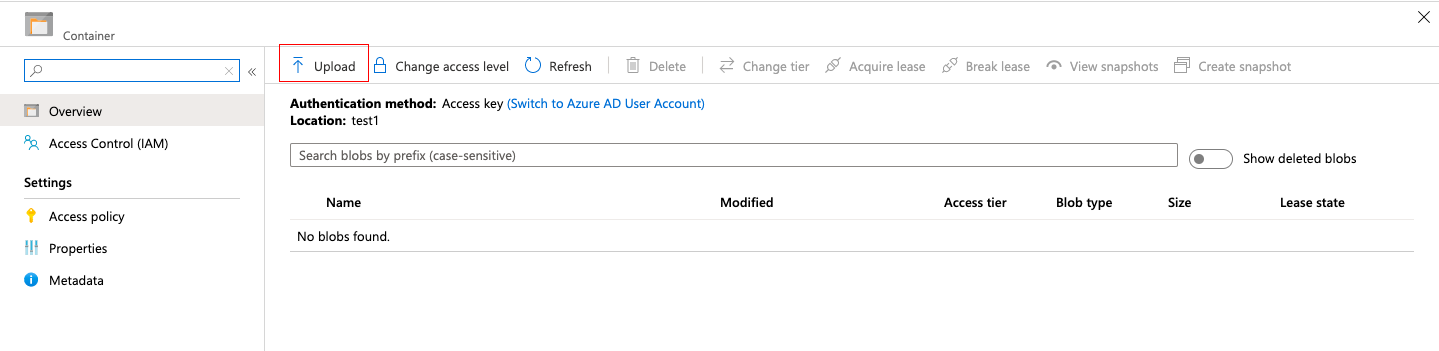 Container
Upload Change access level Refresh Delete Change tier Acquire lease Break lease View snapshots Create snapshot
Overview
Access Control (IAM)
Settings
Access policy
Properties
Metadata
Authentication method: Access key (Switch to Azure AD User Account)
Location: test1
Search blobs by prefix (case-sensitive) Show deleted blobs
Name Modified Access tier Blob type Size Lease state
No blobs found.